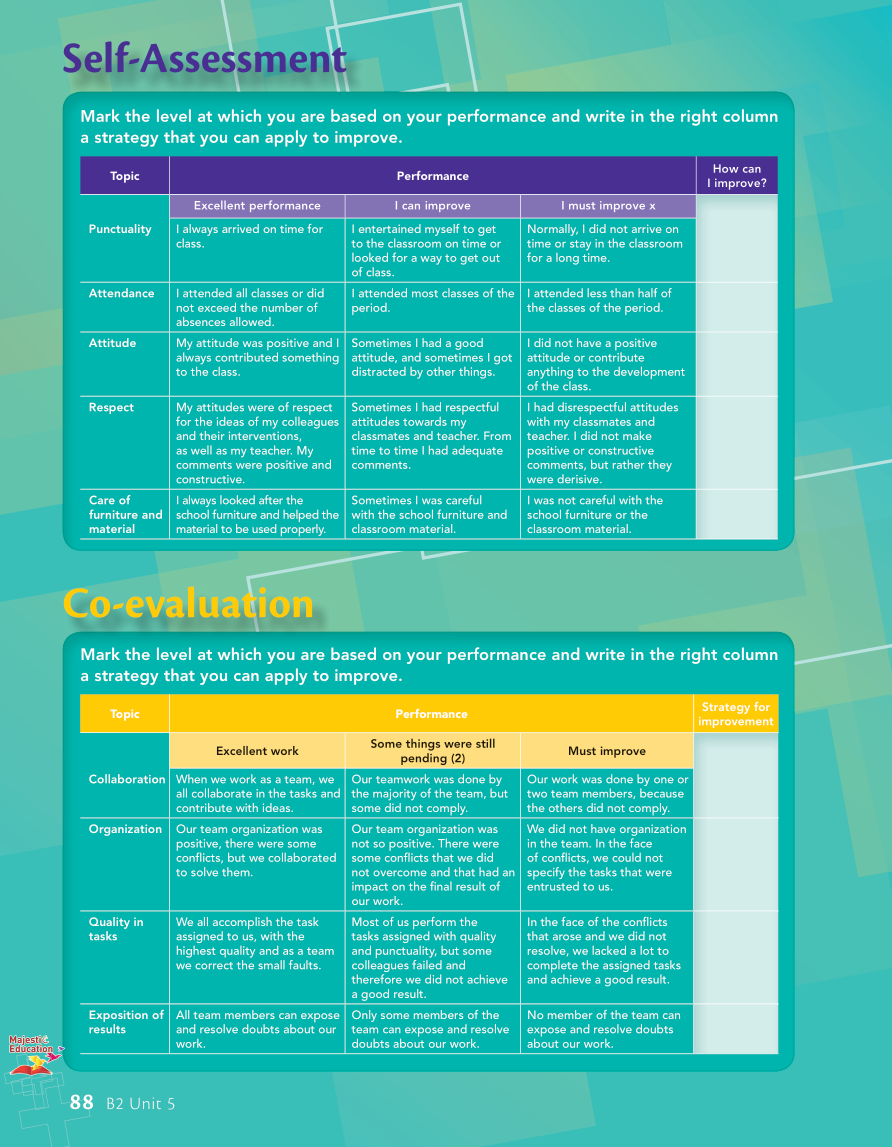 Self-Assessment
Mark the level at which you are based on your performance and write in the right column
a strategy that you can apply to improve.
Topic
Performance
How can
I improve?
Excellent performance
I can improve
I must improve x
Punctuality
I always arrived on time for
class.
I entertained myself to get
to the classroom on time or
looked for a way to get out
of class.
Normally, I did not arrive on
time or stay in the classroom
for a long time.
Attendance
I attended all classes or did
not exceed the number of
absences allowed.
I attended most classes of the
period.
I attended less than half of
the classes of the period.
Attitude
My attitude was positive and I
always contributed something
to the class.
Sometimes I had a good
attitude, and sometimes I got
distracted by other things.
I did not have a positive
attitude or contribute
anything to the development
of the class.
Respect
My attitudes were of respect
for the ideas of my colleagues
and their interventions,
as well as my teacher. My
comments were positive and
constructive.
Sometimes I had respectful
attitudes towards my
classmates and teacher. From
time to time I had adequate
comments.
I had disrespectful attitudes
with my classmates and
teacher. I did not make
positive or constructive
comments, but rather they
were derisive.
Care of
furniture and
material
I always looked after the
school furniture and helped the
material to be used properly.
Sometimes I was careful
with the school furniture and
classroom material.
I was not careful with the
school furniture or the
classroom material.
Co-evaluation
Mark the level at which you are based on your performance and write in the right column
a strategy that you can apply to improve.
Topic
Performance
Strategy for
improvement
Excellent work
Some things were still
pending (2)
Must improve
Collaboration
When we work as a team, we
all collaborate in the tasks and
contribute with ideas.
Our teamwork was done by
the majority of the team, but
some did not comply.
Our work was done by one or
two team members, because
the others did not comply.
Organization
Our team organization was
positive, there were some
conflicts, but we collaborated
to solve them.
Our team organization was
not so positive. There were
some conflicts that we did
not overcome and that had an
impact on the final result of
our work.
We did not have organization
in the team. In the face
of conflicts, we could not
specify the tasks that were
entrusted to us.
Quality in
tasks
We all accomplish the task
assigned to us, with the
highest quality and as a team
we correct the small faults.
Most of us perform the
tasks assigned with quality
and punctuality, but some
colleagues failed and
therefore we did not achieve
a good result.
In the face of the conflicts
that arose and we did not
resolve, we lacked a lot to
complete the assigned tasks
and achieve a good result.
Exposition of
results
All team members can expose
and resolve doubts about our
work.
Only some members of the
team can expose and resolve
doubts about our work.
No member of the team can
expose and resolve doubts
about our work.
Majestic
Education
88 B2 Unit 5